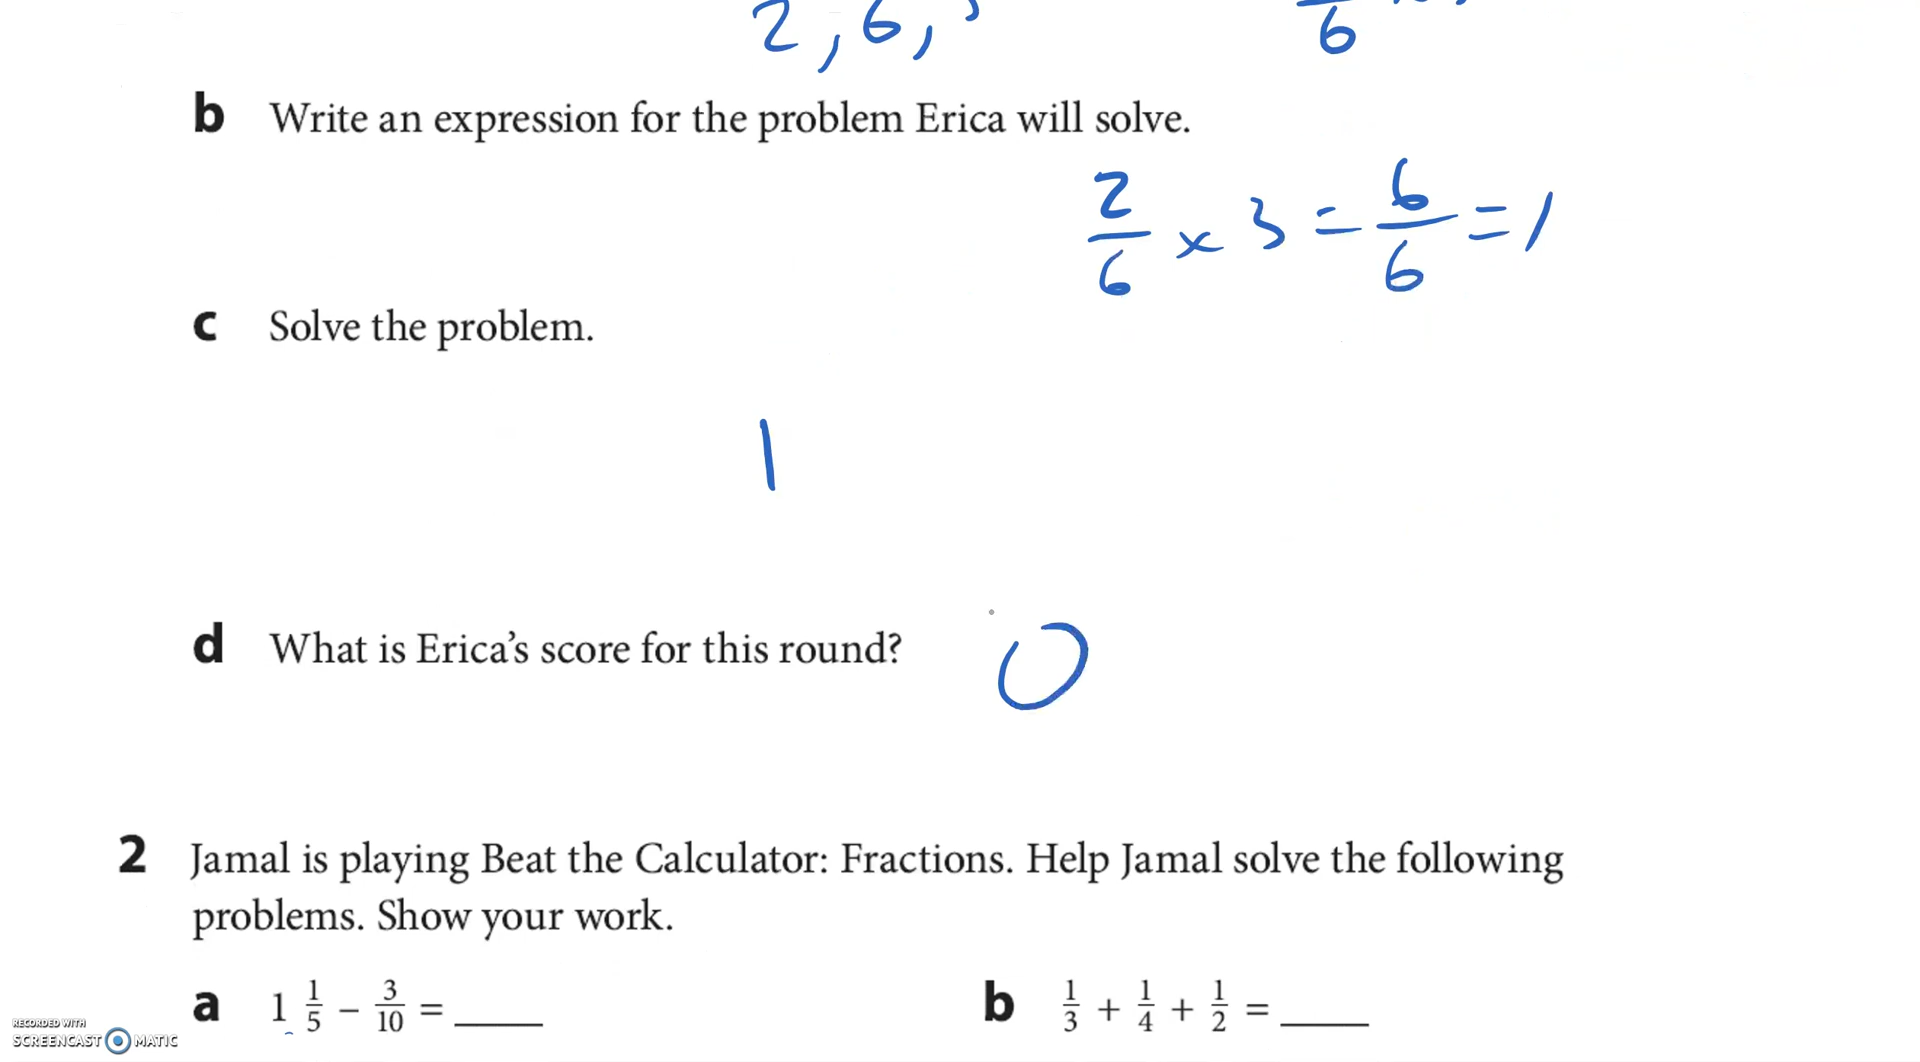 2, 6,
6
b Write an expression for the problem Erica will solve.
2/6 × 3 = 6/6 = 1
c Solve the problem.
1
d What is Erica’s score for this round? 0
2 Jamal is playing Beat the Calculator: Fractions. Help Jamal solve the following
problems. Show your work.
a 1 1/5 − 3/10 = ____ b 1/3 + 1/4 + 1/2 = ____
RECORDED WITH
SCREENCAST MATIC